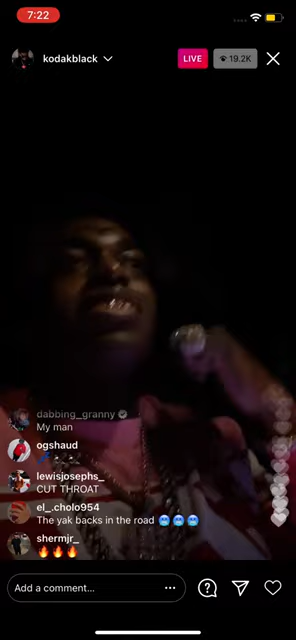 7:22
kodakblack
LIVE
19.2K
dabbing_granny
My man
ogshaud
lewisjosephs_
CUT THROAT
el_.cholo954
The yak backs in the road 🥶🥶🥶
shermjr_
🔥🔥🔥
Add a comment...